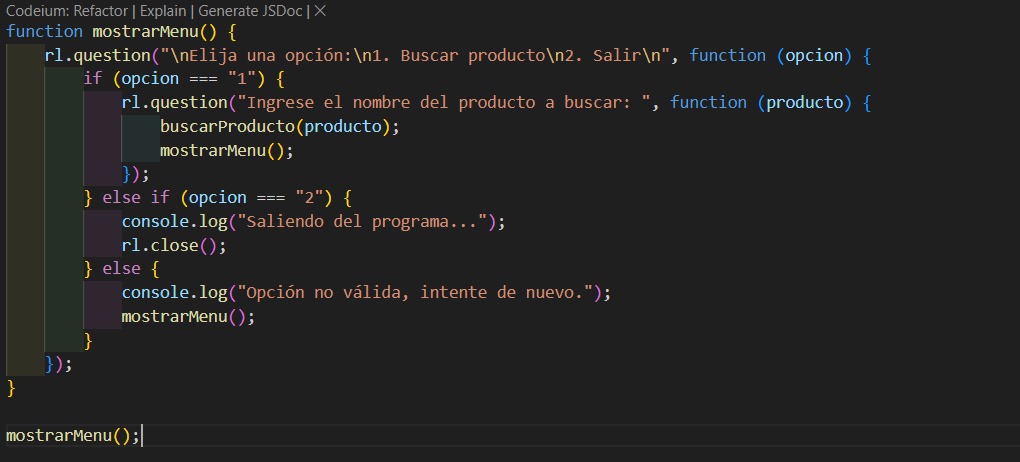 Codeium: Refactor | Explain | Generate JSDoc | ×
function mostrarMenu() {
    rl.question("\nElija una opción:\n1. Buscar producto\n2. Salir\n", function (opcion) {
        if (opcion === "1") {
            rl.question("Ingrese el nombre del producto a buscar: ", function (producto) {
                buscarProducto(producto);
                mostrarMenu();
            });
        } else if (opcion === "2") {
            console.log("Saliendo del programa...");
            rl.close();
        } else {
            console.log("Opción no válida, intente de nuevo.");
            mostrarMenu();
        }
    });
}
mostrarMenu();